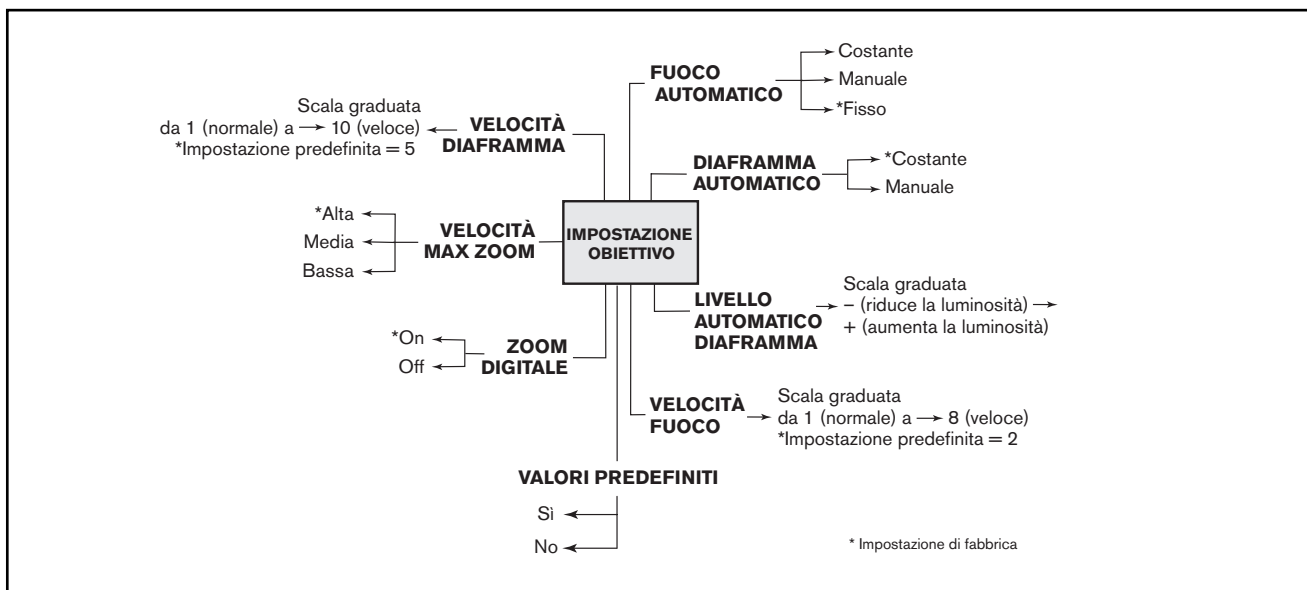 FUOCO
AUTOMATICO
Costante
Manuale
*Fisso
Scala graduata
da 1 (normale) a → 10 (veloce)
*Impostazione predefinita = 5
VELOCITÀ
DIAFRAMMA
DIAFRAMMA
AUTOMATICO
*Costante
Manuale
*Alta
Media
Bassa
VELOCITÀ
MAX ZOOM
IMPOSTAZIONE
OBIETTIVO
LIVELLO
AUTOMATICO
DIAFRAMMA
Scala graduata
– (riduce la luminosità) →
+ (aumenta la luminosità)
*On
Off
ZOOM
DIGITALE
VELOCITÀ
FUOCO
Scala graduata
da 1 (normale) a → 8 (veloce)
*Impostazione predefinita = 2
VALORI PREDEFINITI
Sì
No
* Impostazione di fabbrica